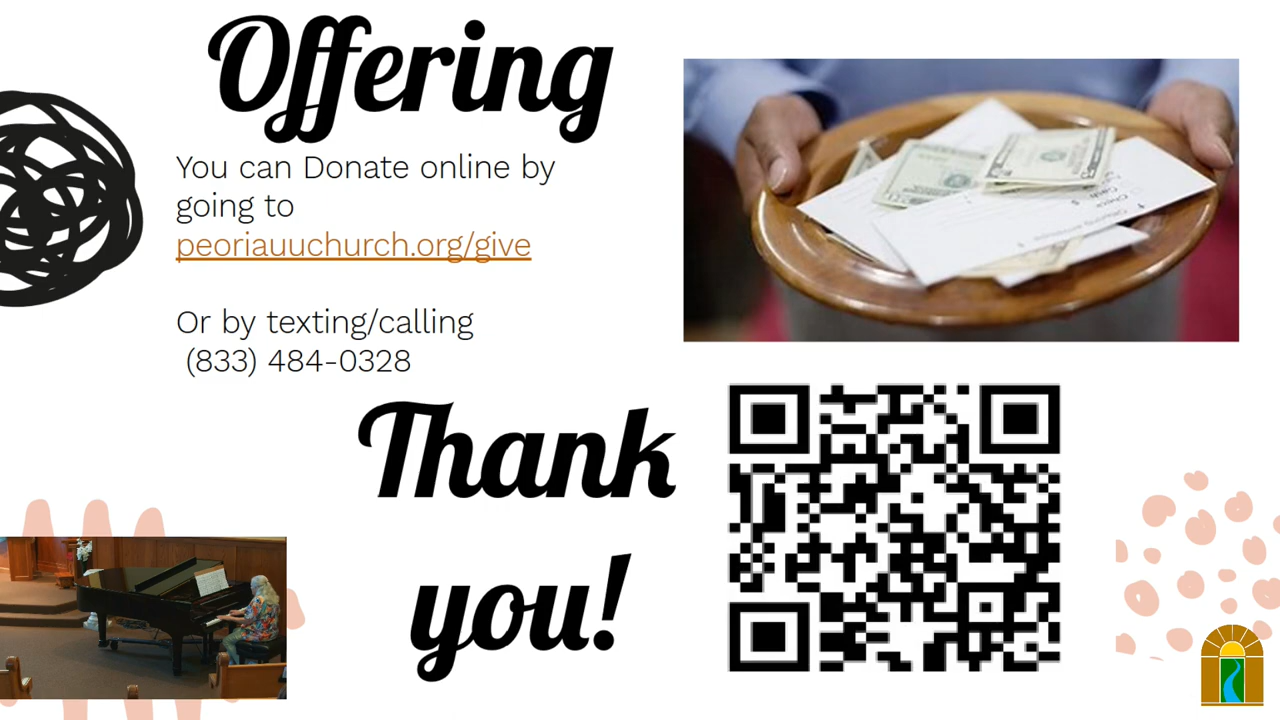 Offering
You can Donate online by
going to
peoriauuchurch.org/give
Or by texting/calling
(833) 484-0328
Thank
you!